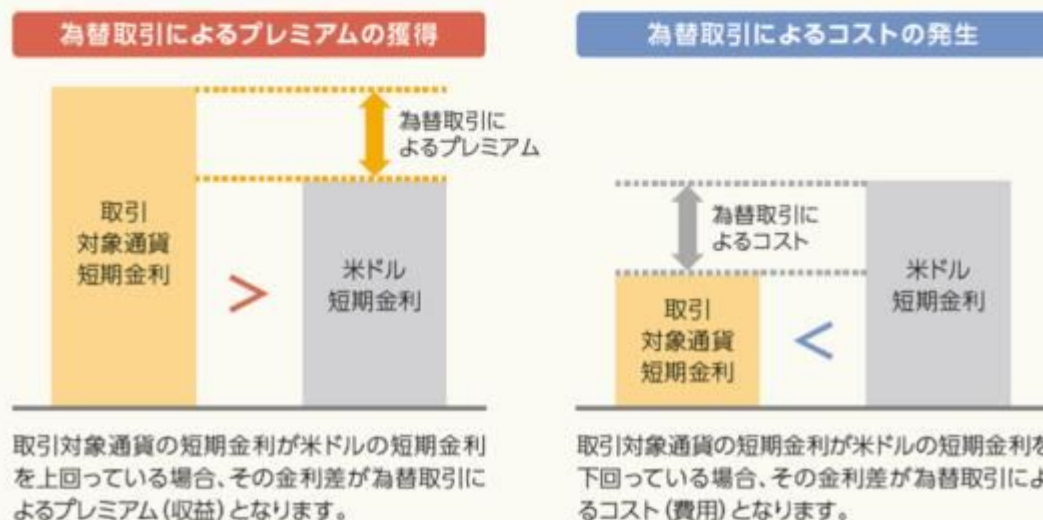 為替取引によるプレミアムの獲得
為替取引に
よるプレミアム
取引
対象通貨
短期金利
>
米ドル
短期金利
取引対象通貨の短期金利が米ドルの短期金利
を上回っている場合、その金利差が為替取引に
よるプレミアム(収益)となります。
為替取引によるコストの発生
為替取引に
よるコスト
取引
対象通貨
短期金利
<
米ドル
短期金利
取引対象通貨の短期金利が米ドルの短期金利を
下回っている場合、その金利差が為替取引によ
るコスト(費用)となります。